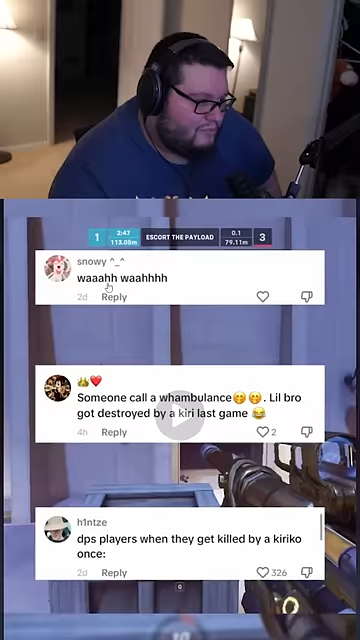 1 2:47 113.05m ESCORT THE PAYLOAD 0.1 79.11m 3
snowy ^_^
waaahh waahhhh
2d Reply
👑❤️
Someone call a whambulance🤭🤭. Lil bro
got destroyed by a kiri last game 😂
4h Reply 2
h1ntze
dps players when they get killed by a kiriko
once:
2d Reply 326
Q